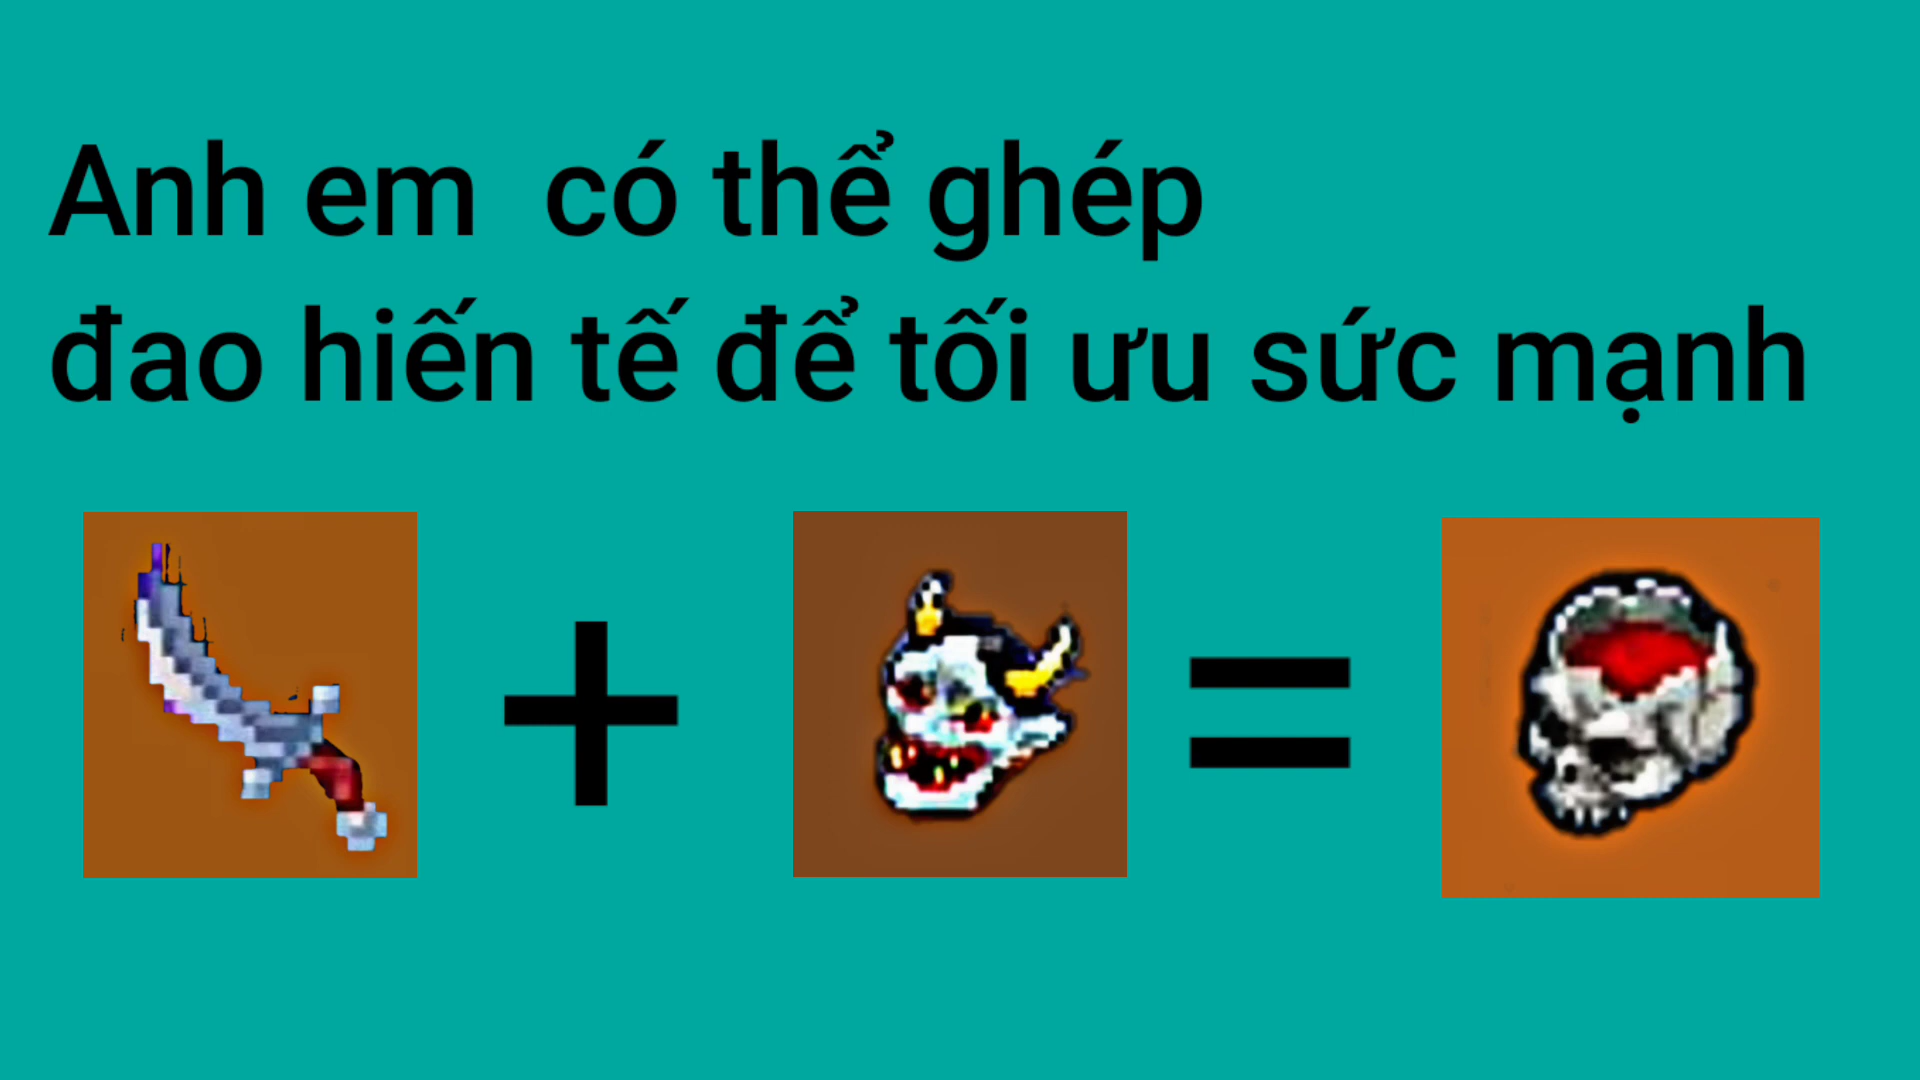 Anh em  có thể ghép
đao hiến tế để tối ưu sức mạnh
+ =